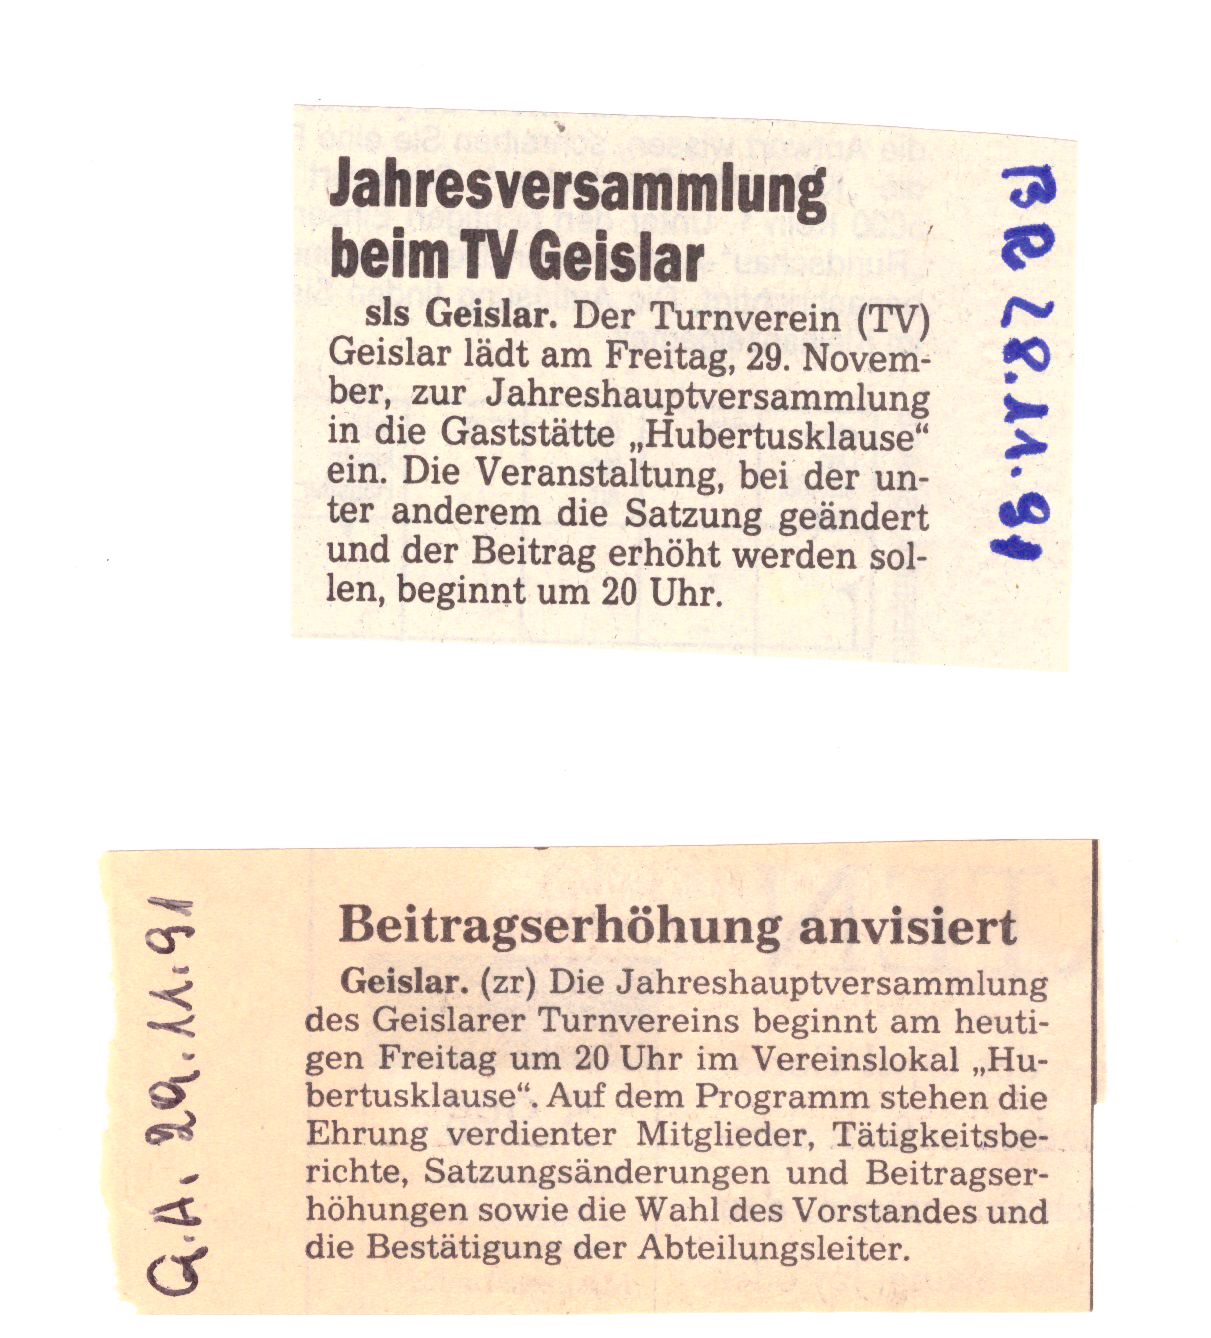 Jahresversammlung
beim TV Geislar
sls Geislar. Der Turnverein (TV)
Geislar lädt am Freitag, 29. Novem-
ber, zur Jahreshauptversammlung
in die Gaststätte „Hubertusklause“
ein. Die Veranstaltung, bei der un-
ter anderem die Satzung geändert
und der Beitrag erhöht werden sol-
len, beginnt um 20 Uhr.
BR 28.11.91
Beitragserhöhung anvisiert
Geislar. (zr) Die Jahreshauptversammlung
des Geislarer Turnvereins beginnt am heuti-
gen Freitag um 20 Uhr im Vereinslokal „Hu-
bertusklause“. Auf dem Programm stehen die
Ehrung verdienter Mitglieder, Tätigkeitsbe-
richte, Satzungsänderungen und Beitragser-
höhungen sowie die Wahl des Vorstandes und
die Bestätigung der Abteilungsleiter.
G.A. 29.11.91